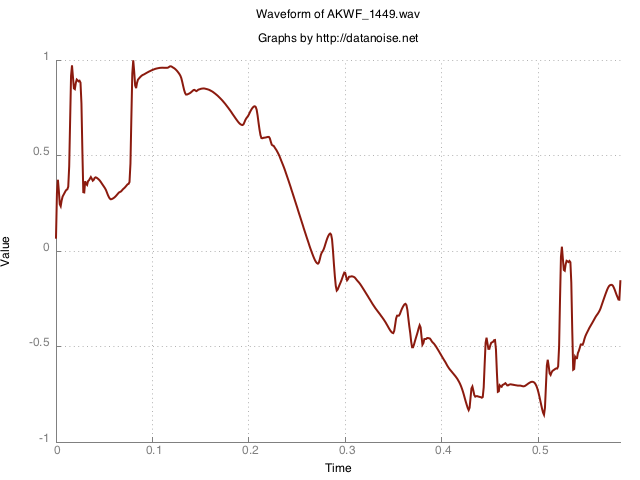 Waveform of AKWF_1449.wav
Graphs by http://datanoise.net
1
0.5
0
-0.5
-1
Value
0 0.1 0.2 0.3 0.4 0.5
Time